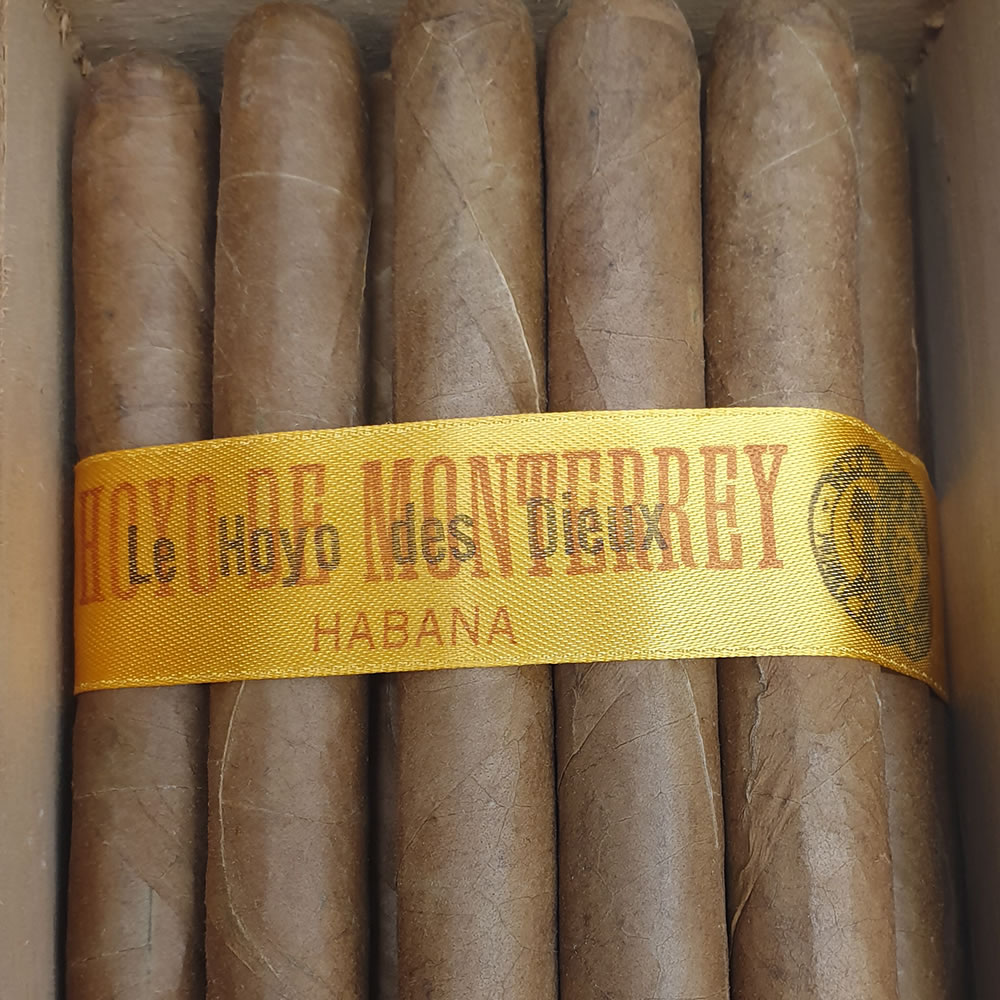 HOYO DE MONTERREY
Le Hoyo des Dieux
HABANA